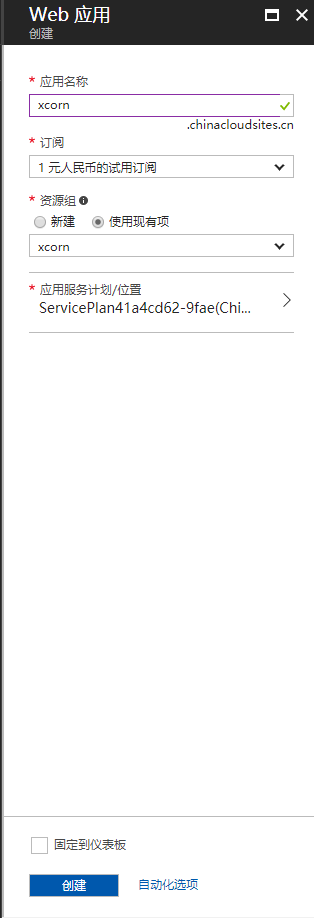 Web 应用
创建
* 应用名称
xcorn
.chinacloudsites.cn
* 订阅
1 元人民币的试用订阅
* 资源组
新建 使用现有项
xcorn
* 应用服务计划/位置
ServicePlan41a4cd62-9fae(Chi...
固定到仪表板
创建 自动化选项